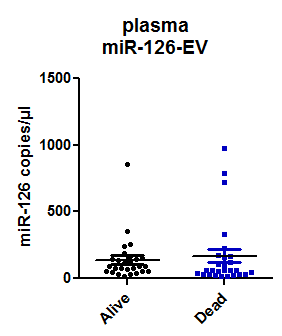 plasma
miR-126-EV
miR-126 copies/µl
1500
1000
500
0
Alive
Dead